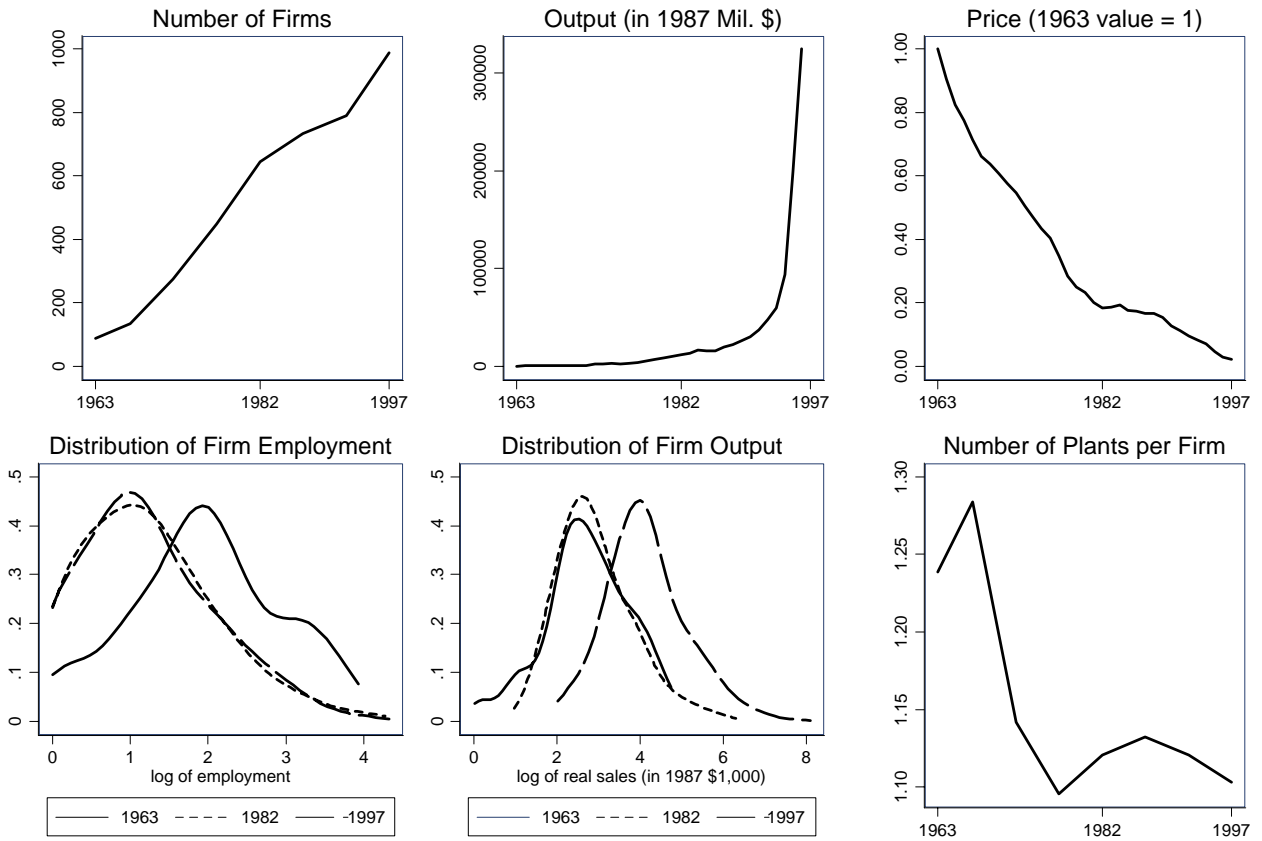 Number of Firms
1000
800
600
400
200
0
1963 1982 1997
Output (in 1987 Mil. $)
300000
200000
100000
0
1963 1982 1997
Price (1963 value = 1)
1.00
0.80
0.60
0.40
0.20
0.00
1963 1982 1997
Distribution of Firm Employment
.5
.4
.3
.2
.1
0
0 1 2 3 4
log of employment
1963 1982 1997
Distribution of Firm Output
.5
.4
.3
.2
.1
0
0 2 4 6 8
log of real sales (in 1987 $1,000)
1963 1982 1997
Number of Plants per Firm
1.30
1.25
1.20
1.15
1.10
1963 1982 1997